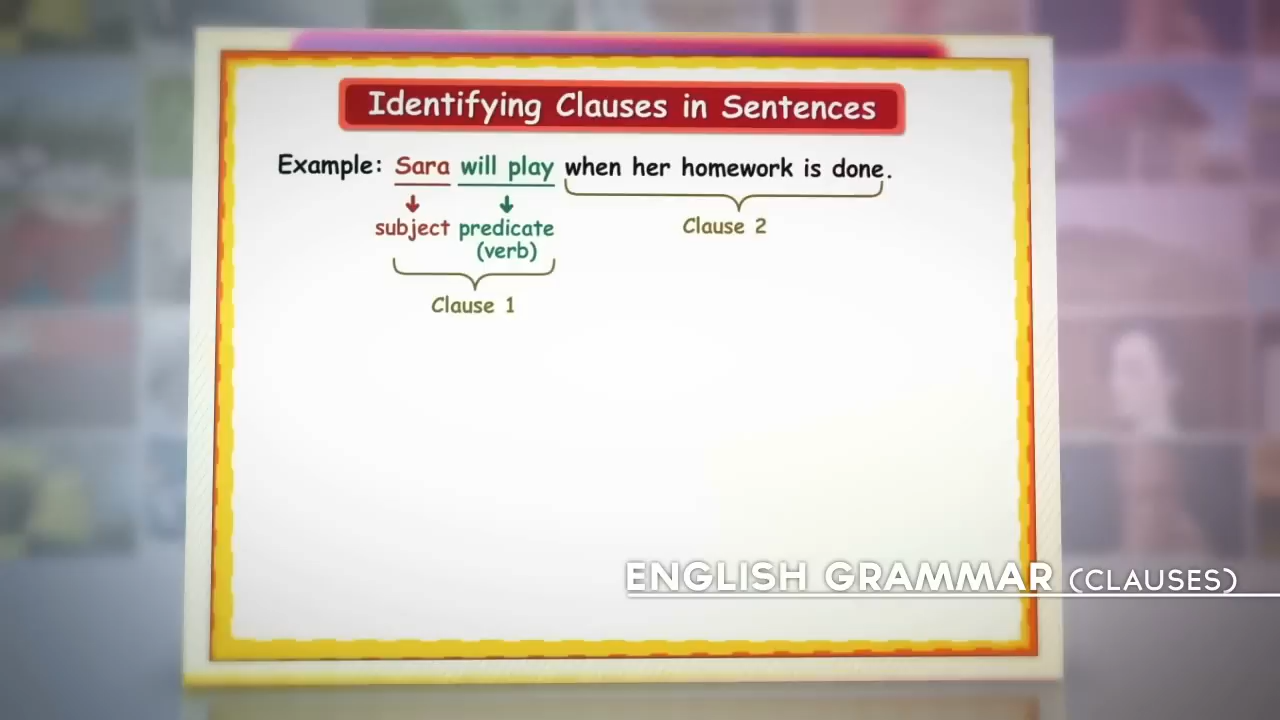 Identifying Clauses in Sentences
Example: Sara will play when her homework is done.
subject predicate
(verb)
Clause 2
Clause 1
ENGLISH GRAMMAR (CLAUSES)